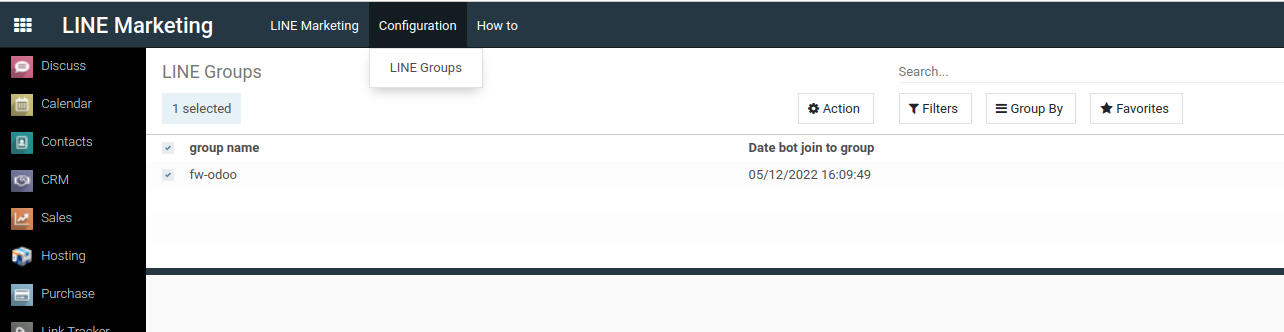 LINE Marketing
LINE Marketing Configuration How to
LINE Groups
Discuss
Calendar
Contacts
CRM
Sales
Hosting
Purchase
Link Tracker
LINE Groups
Search...
1 selected
Action Filters Group By Favorites
group name Date bot join to group
fw-odoo 05/12/2022 16:09:49